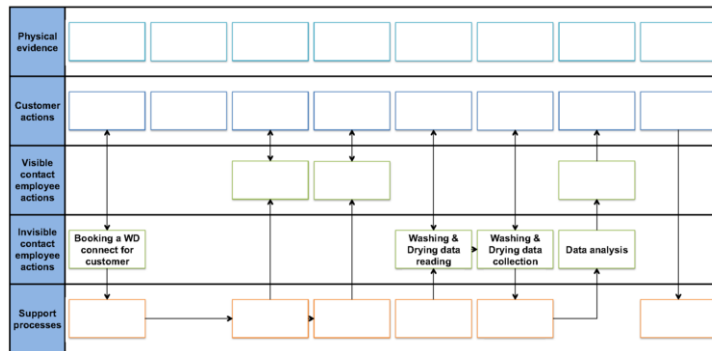 Physical
evidence
Customer
actions
Visible
contact
employee
actions
Invisible
contact
employee
actions
Booking a WD
connect for
customer
Washing &
Drying data
reading
Washing &
Drying data
collection
Data analysis
Support
processes